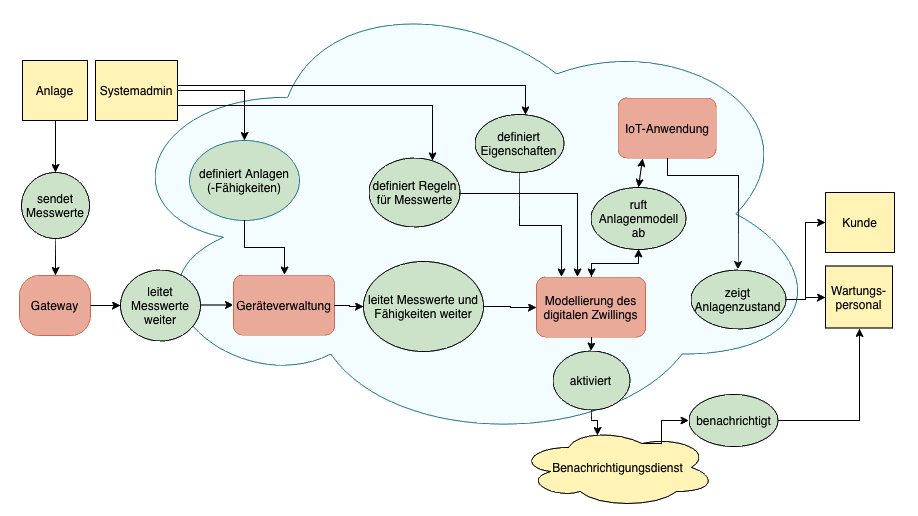 Anlage
Systemadmin
definiert
Eigenschaften
IoT-Anwendung
definiert Anlagen
(-Fähigkeiten)
definiert Regeln
für Messwerte
sendet
Messwerte
ruft
Anlagenmodell
ab
Kunde
Gateway
leitet
Messwerte
weiter
Geräteverwaltung
leitet Messwerte und
Fähigkeiten weiter
Modellierung des
digitalen Zwillings
zeigt
Anlagenzustand
Wartungs-
personal
aktiviert
benachrichtigt
Benachrichtigungsdienst